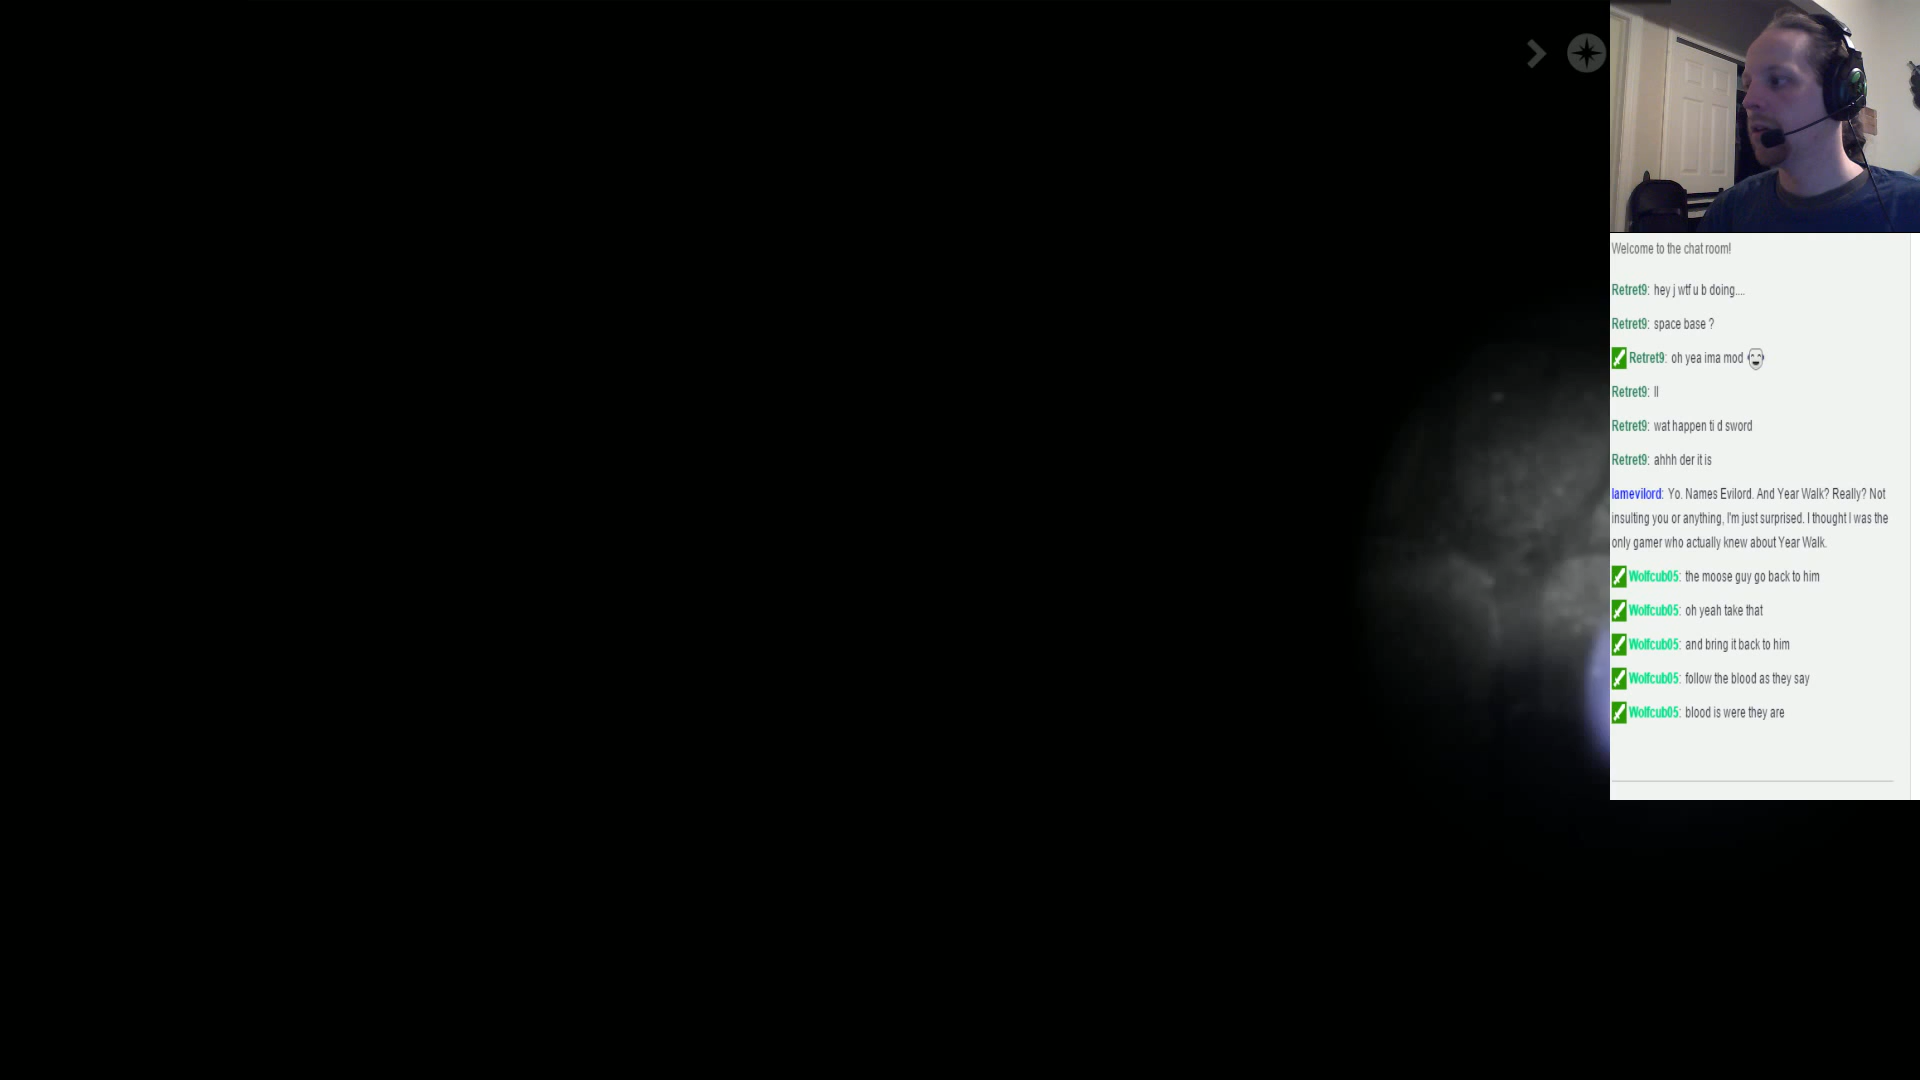 Welcome to the chat room!
Retret9: hey j wtf u b doing....
Retret9: space base ?
Retret9: oh yea ima mod
Retret9: ll
Retret9: wat happen ti d sword
Retret9: ahhh der it is
Iamevilord: Yo. Names Evilord. And Year Walk? Really? Not
insulting you or anything, I'm just surprised. I thought I was the
only gamer who actually knew about Year Walk.
Wolfcub05: the moose guy go back to him
Wolfcub05: oh yeah take that
Wolfcub05: and bring it back to him
Wolfcub05: follow the blood as they say
Wolfcub05: blood is were they are